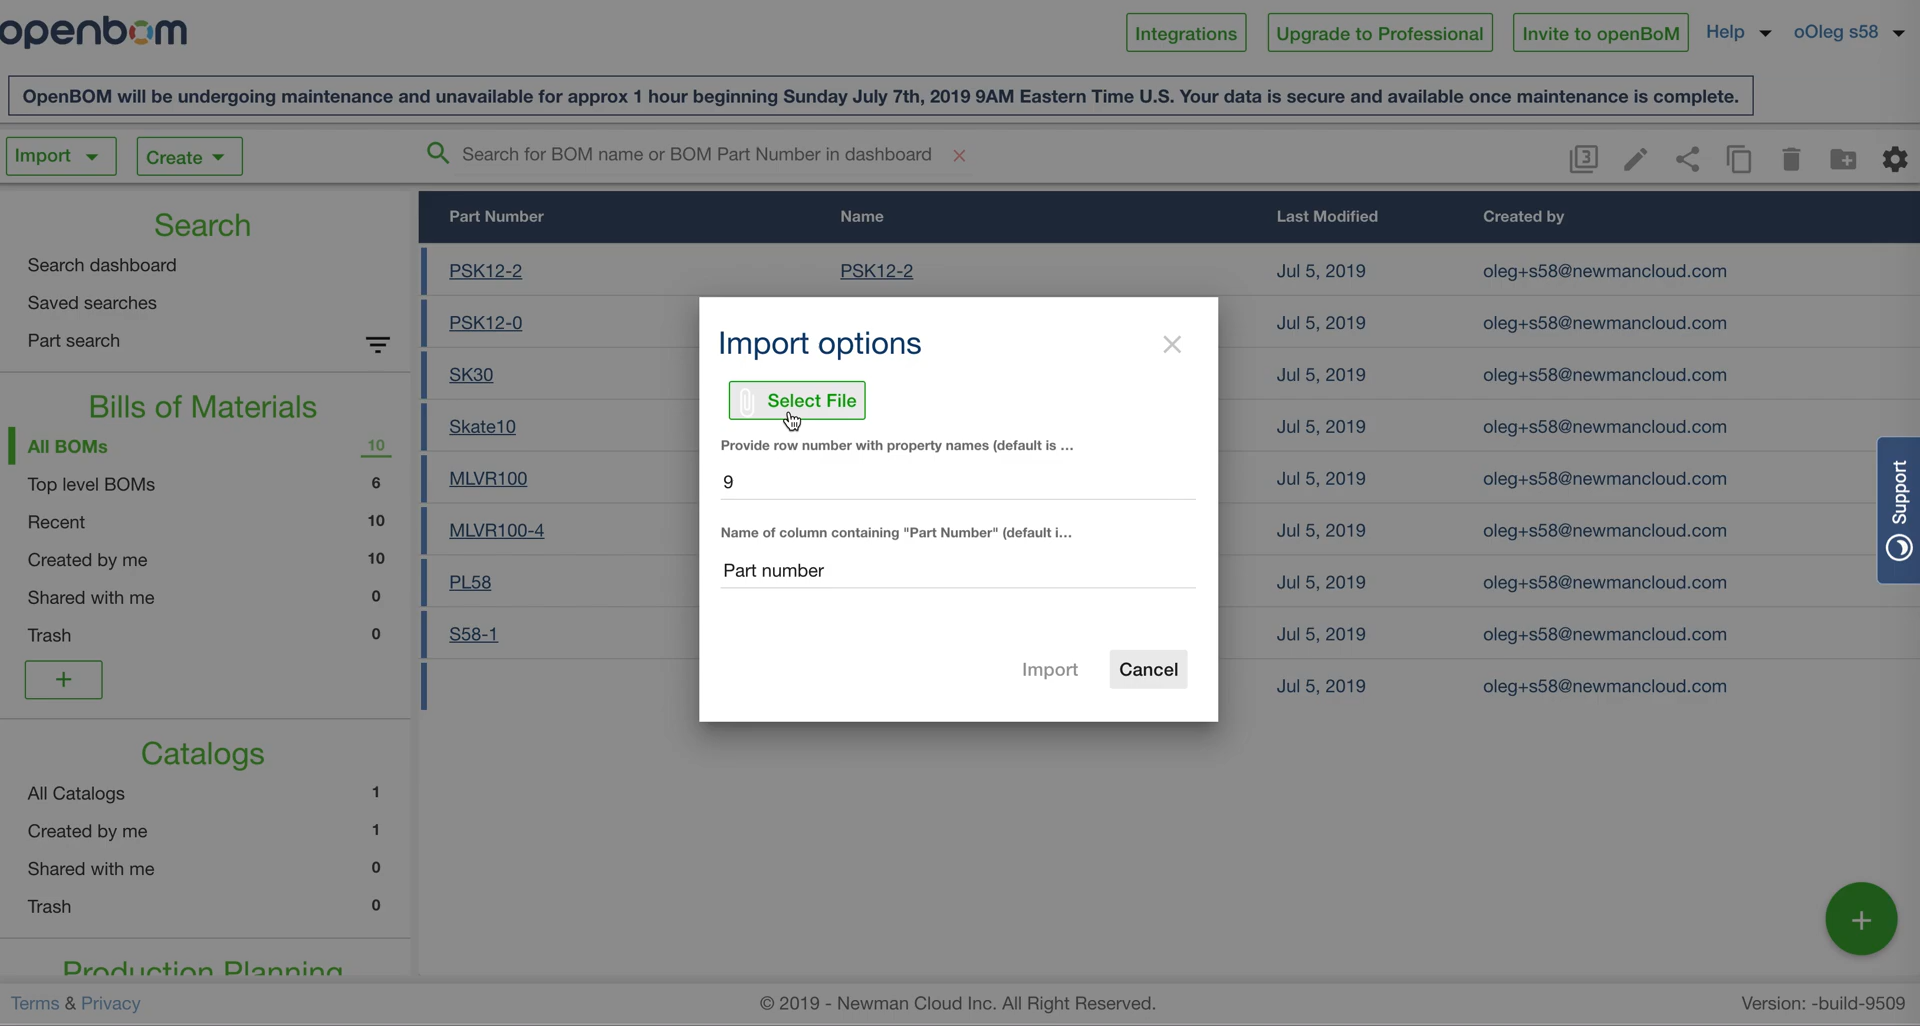 openbom
Integrations
Upgrade to Professional
Invite to openBoM
Help
oOleg s58
OpenBOM will be undergoing maintenance and unavailable for approx 1 hour beginning Sunday July 7th, 2019 9AM Eastern Time U.S. Your data is secure and available once maintenance is complete.
Import
Create
Search for BOM name or BOM Part Number in dashboard
3
Search
Search dashboard
Saved searches
Part search
Bills of Materials
All BOMs 10
Top level BOMs 6
Recent 10
Created by me 10
Shared with me 0
Trash 0
+
Catalogs
All Catalogs 1
Created by me 1
Shared with me 0
Trash 0
Production Planning
Part Number Name Last Modified Created by
PSK12-2 PSK12-2 Jul 5, 2019 oleg+s58@newmancloud.com
PSK12-0 Jul 5, 2019 oleg+s58@newmancloud.com
SK30 Jul 5, 2019 oleg+s58@newmancloud.com
Skate10 Jul 5, 2019 oleg+s58@newmancloud.com
MLVR100 Jul 5, 2019 oleg+s58@newmancloud.com
MLVR100-4 Jul 5, 2019 oleg+s58@newmancloud.com
PL58 Jul 5, 2019 oleg+s58@newmancloud.com
S58-1 Jul 5, 2019 oleg+s58@newmancloud.com
Jul 5, 2019 oleg+s58@newmancloud.com
Import options
Select File
Provide row number with property names (default is ...
9
Name of column containing "Part Number" (default i...
Part number
Import
Cancel
Support
+
Terms & Privacy
© 2019 - Newman Cloud Inc. All Right Reserved.
Version: -build-9509